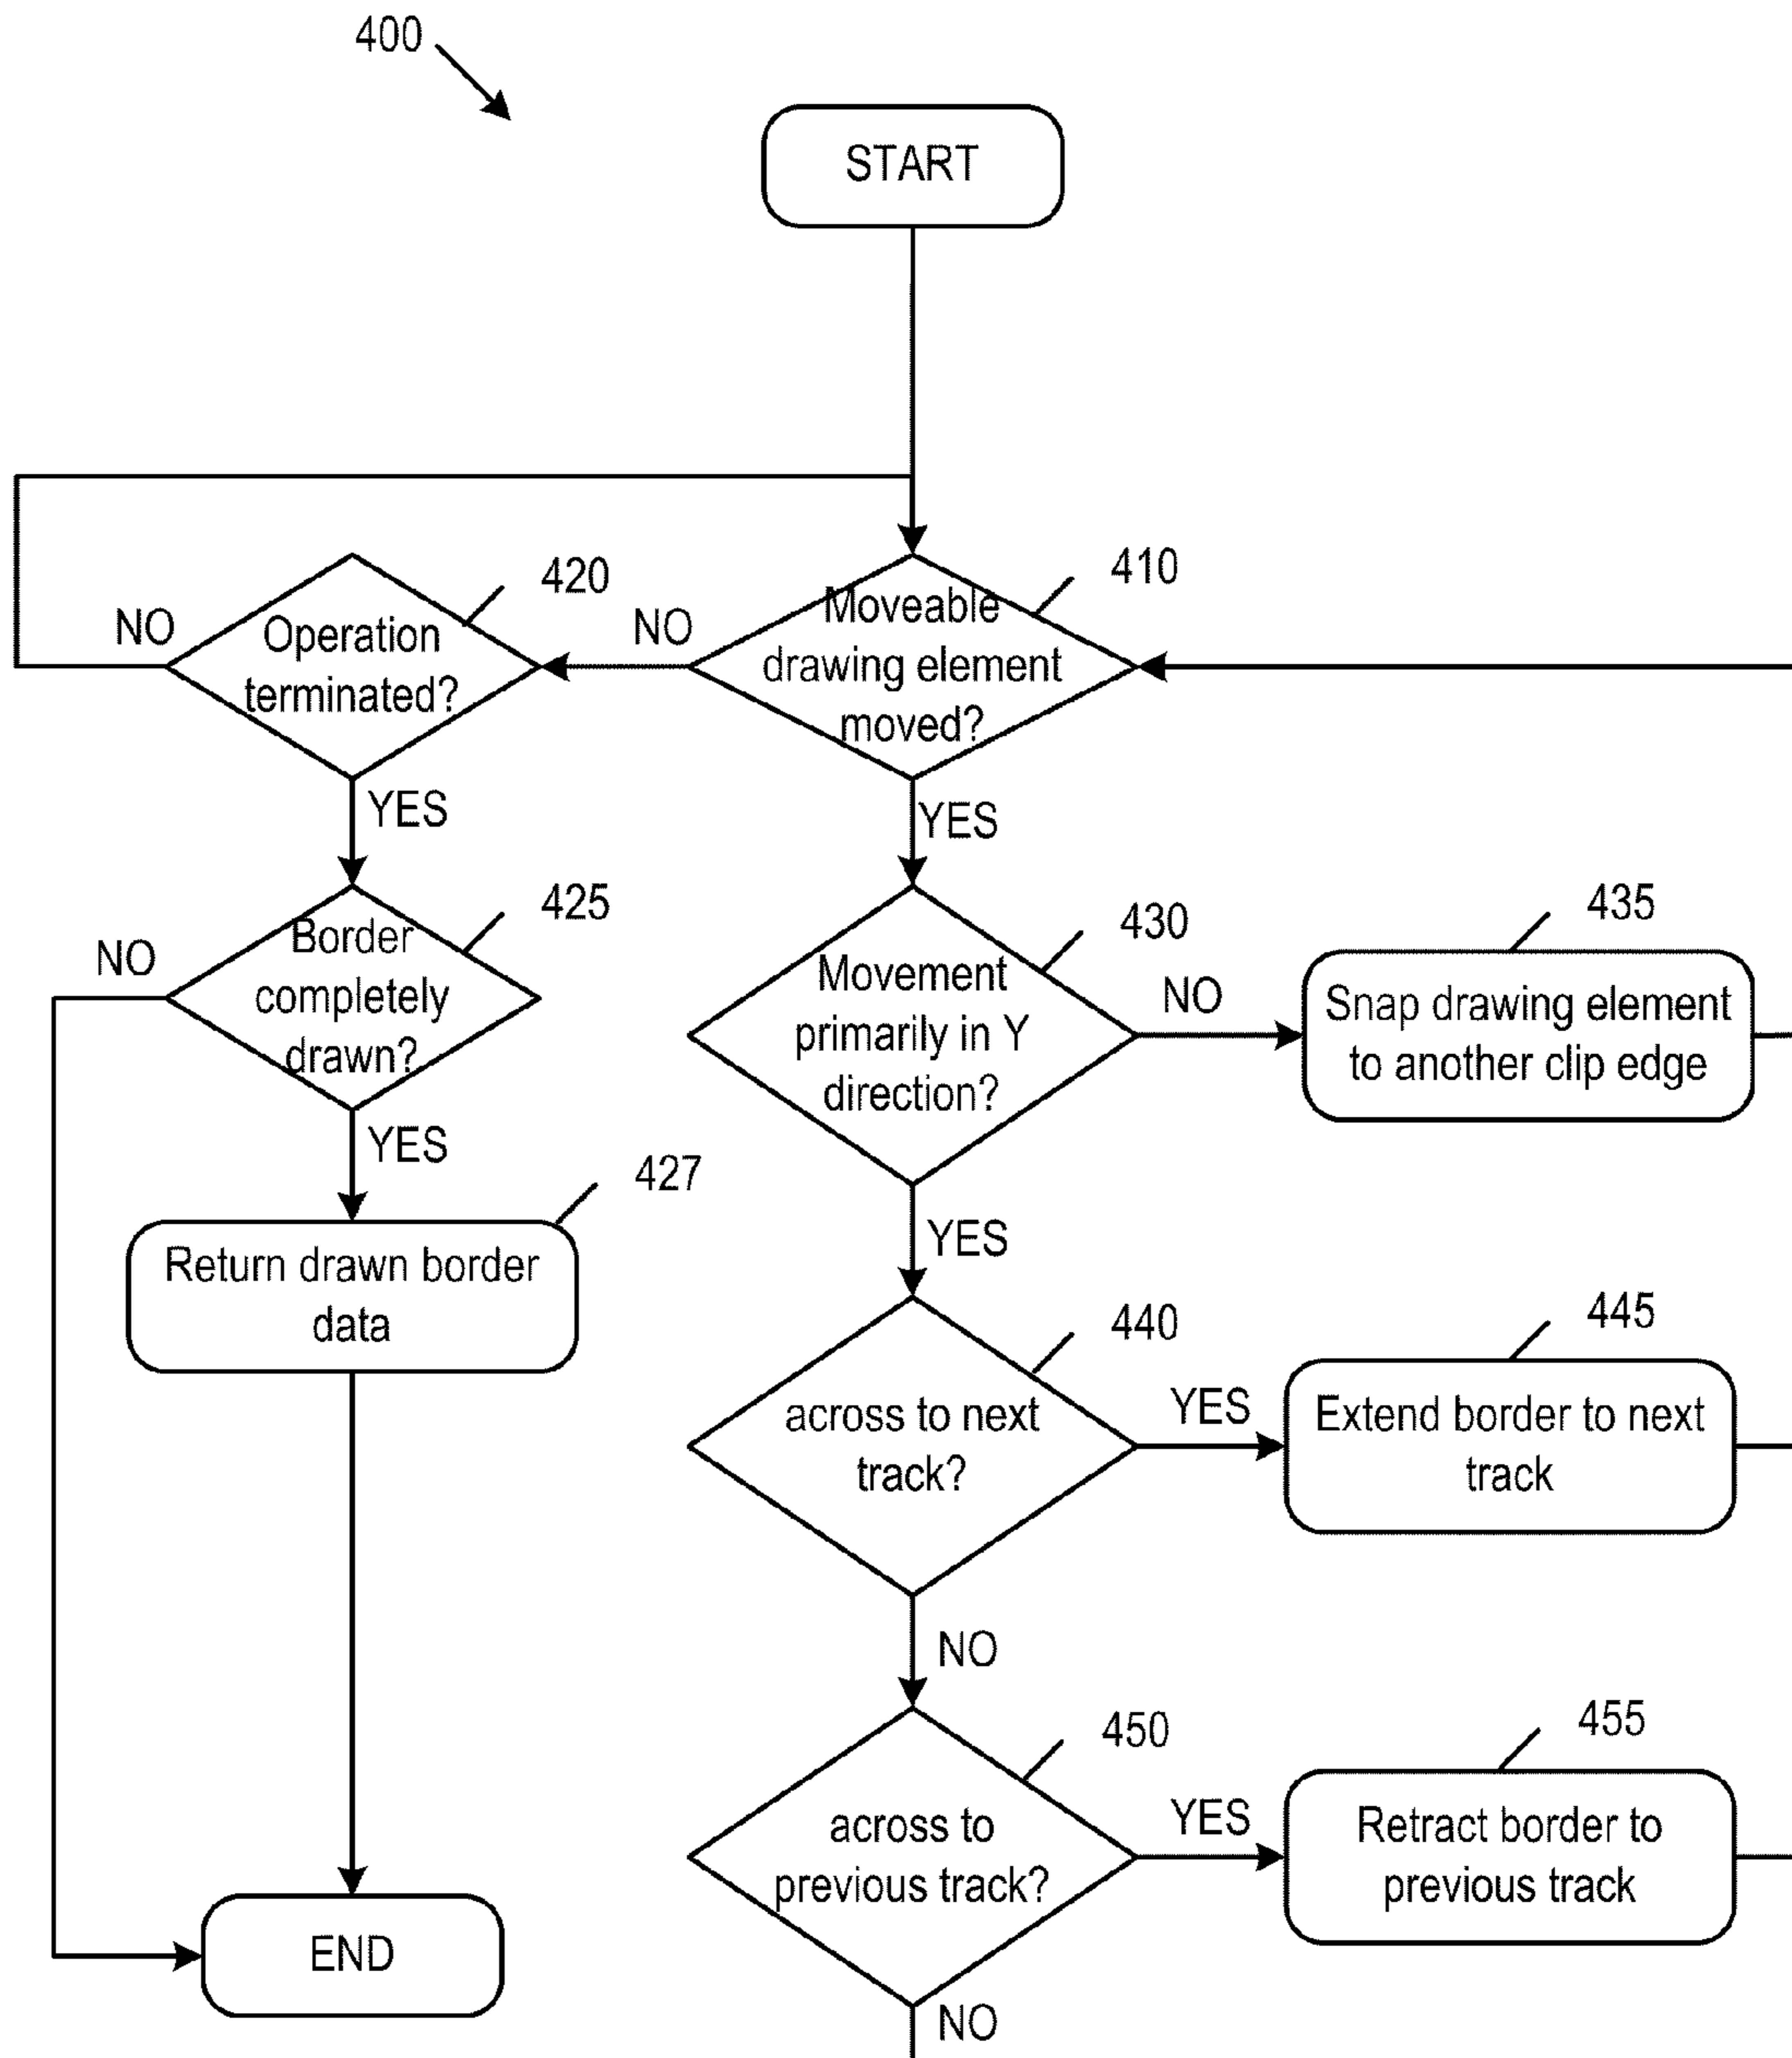 400
START
410
Moveable
drawing element
moved?
NO
420
Operation
terminated?
NO
YES
YES
425
Border
completely
drawn?
NO
YES
427
Return drawn border
data
END
430
Movement
primarily in Y
direction?
NO
435
Snap drawing element
to another clip edge
YES
440
across to next
track?
YES
445
Extend border to next
track
NO
450
across to
previous track?
YES
455
Retract border to
previous track
NO